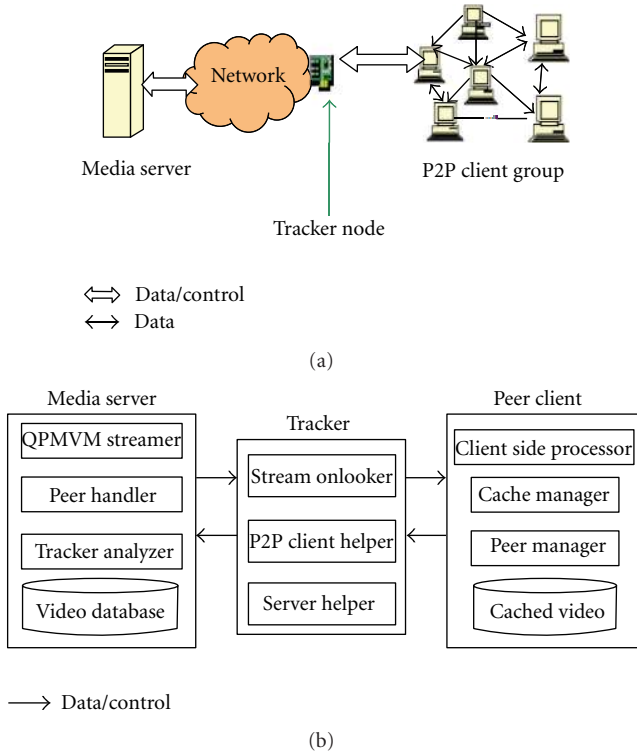 Network
Media server
P2P client group
Tracker node
Data/control
Data
(a)
Media server
QPMVM streamer
Peer handler
Tracker analyzer
Video database
Tracker
Stream onlooker
P2P client helper
Server helper
Peer client
Client side processor
Cache manager
Peer manager
Cached video
Data/control
(b)